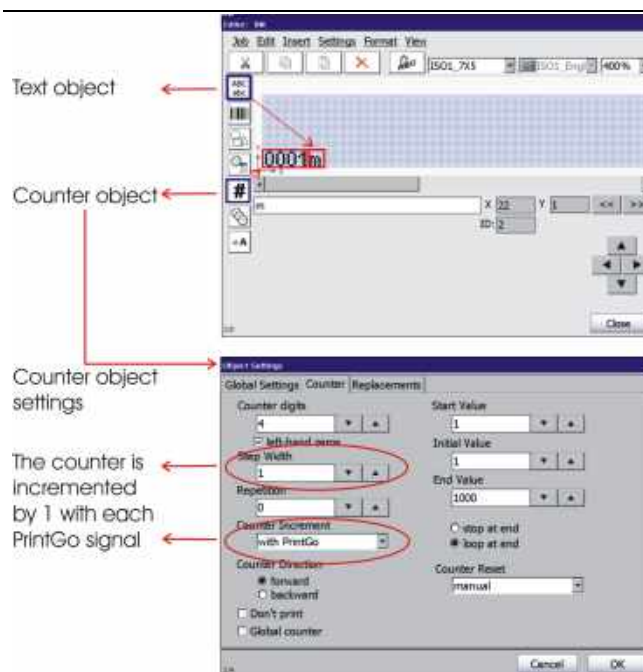 Job Edit Insert Settings Format View
ISO1_7X5 ISO1_Engl 400%
Text object
ABC
abc
0001m
Counter object
#
m X 22 Y 1 << >>
ID: 2
A
Close
Object Settings
Counter object
settings
Global Settings Counter Replacements
Counter digits Start Value
4 1
left-hand zeros Initial Value
Step Width 1
1 End Value
Repetition 1000
0
The counter is
incremented
by 1 with each
PrintGo signal
Counter Increment stop at end
with PrintGo loop at end
Counter Direction Counter Reset
forward manual
backward
Don't print
Global counter
Cancel OK